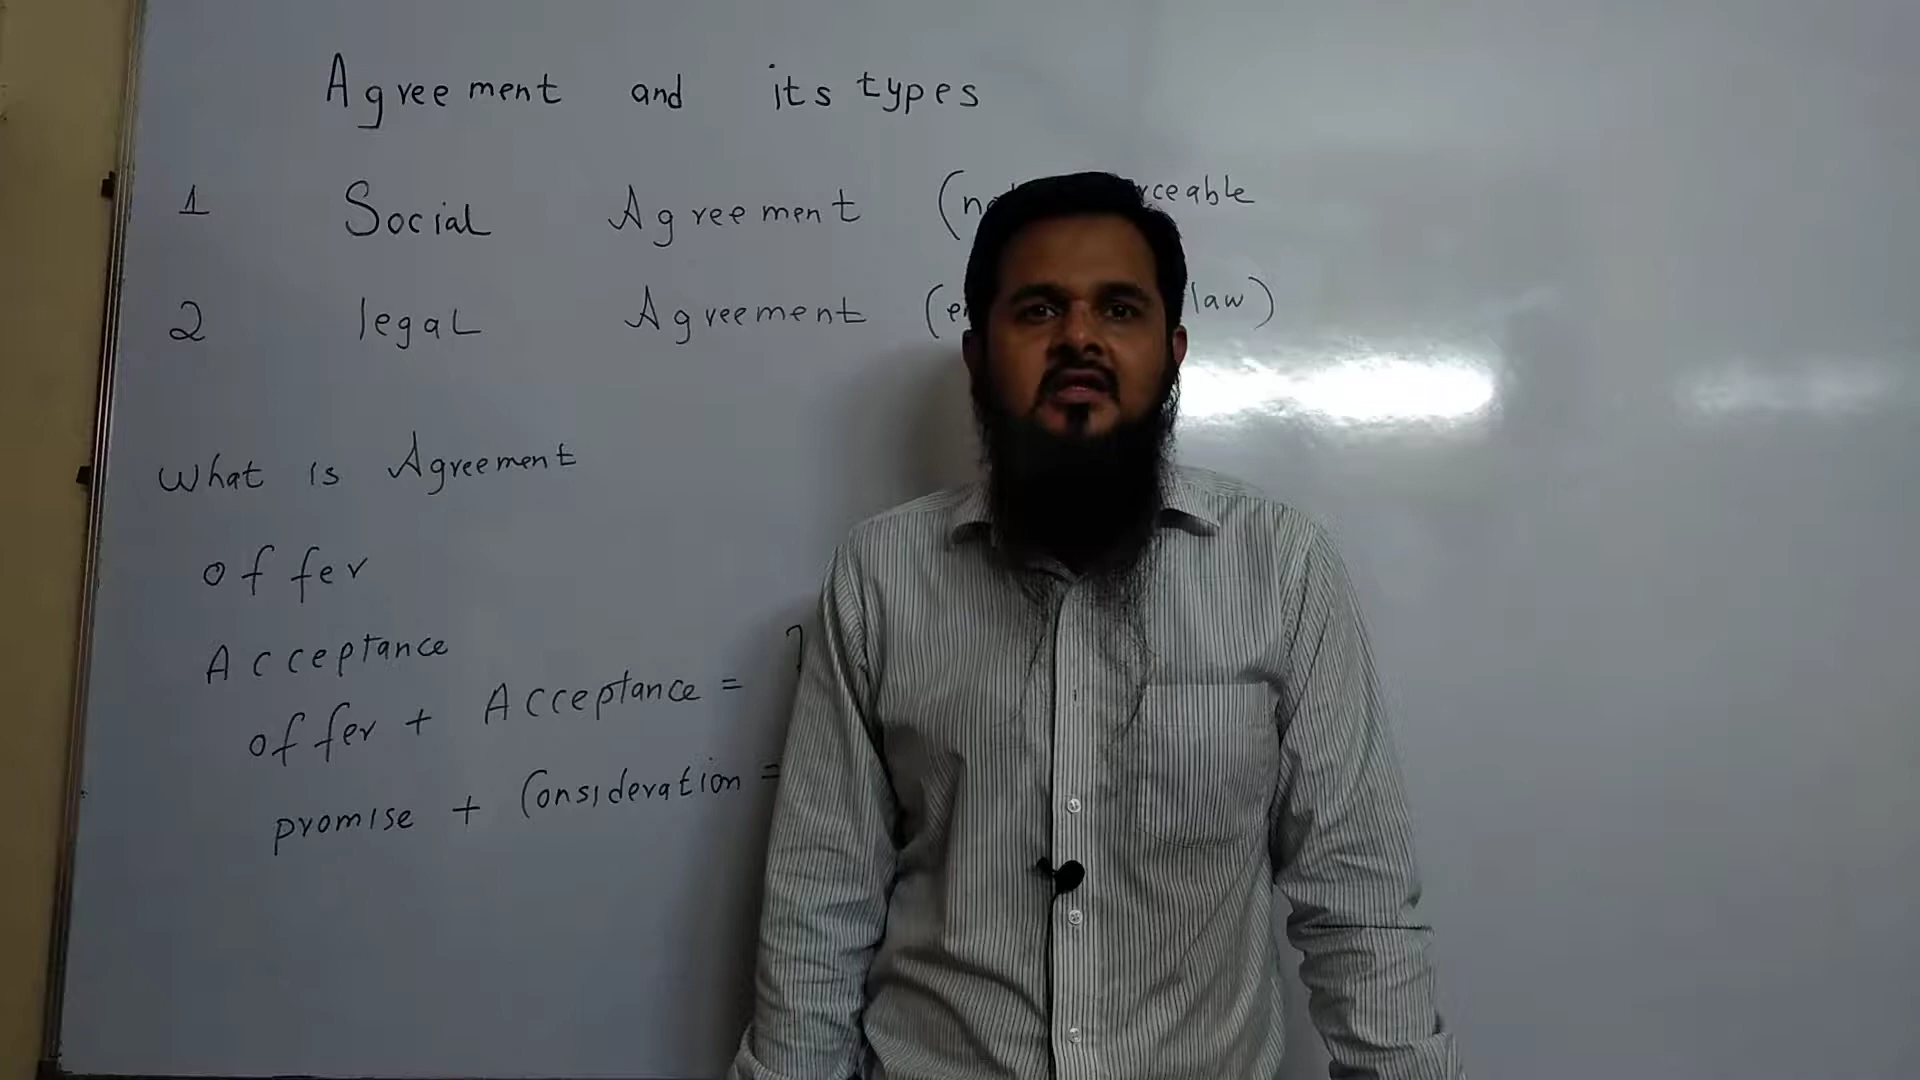 Agreement and its types
1 Social Agreement
2 legal Agreement ( law)
What is Agreement
offer
Acceptance
offer + Acceptance =
promise + Consideration =